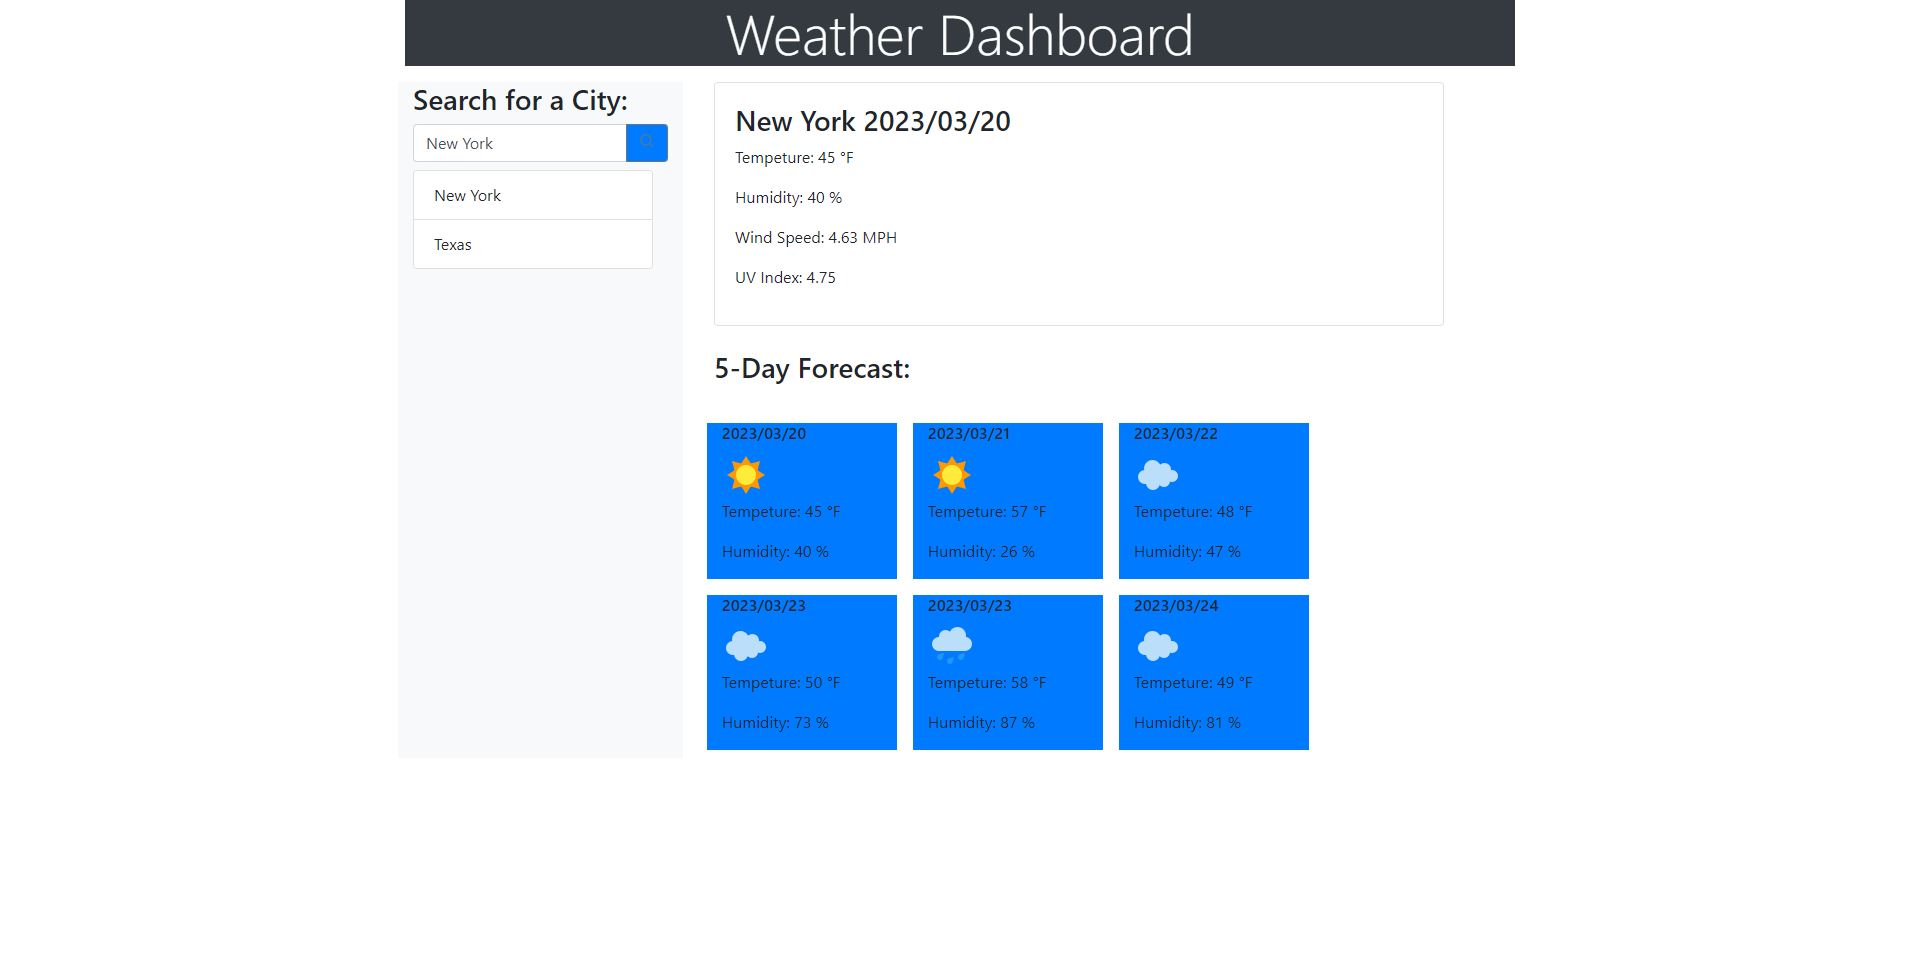 Weather Dashboard
Search for a City:
New York
New York
Texas
New York 2023/03/20
Tempeture: 45 °F
Humidity: 40 %
Wind Speed: 4.63 MPH
UV Index: 4.75
5-Day Forecast:
2023/03/20
Tempeture: 45 °F
Humidity: 40 %
2023/03/21
Tempeture: 57 °F
Humidity: 26 %
2023/03/22
Tempeture: 48 °F
Humidity: 47 %
2023/03/23
Tempeture: 50 °F
Humidity: 73 %
2023/03/23
Tempeture: 58 °F
Humidity: 87 %
2023/03/24
Tempeture: 49 °F
Humidity: 81 %